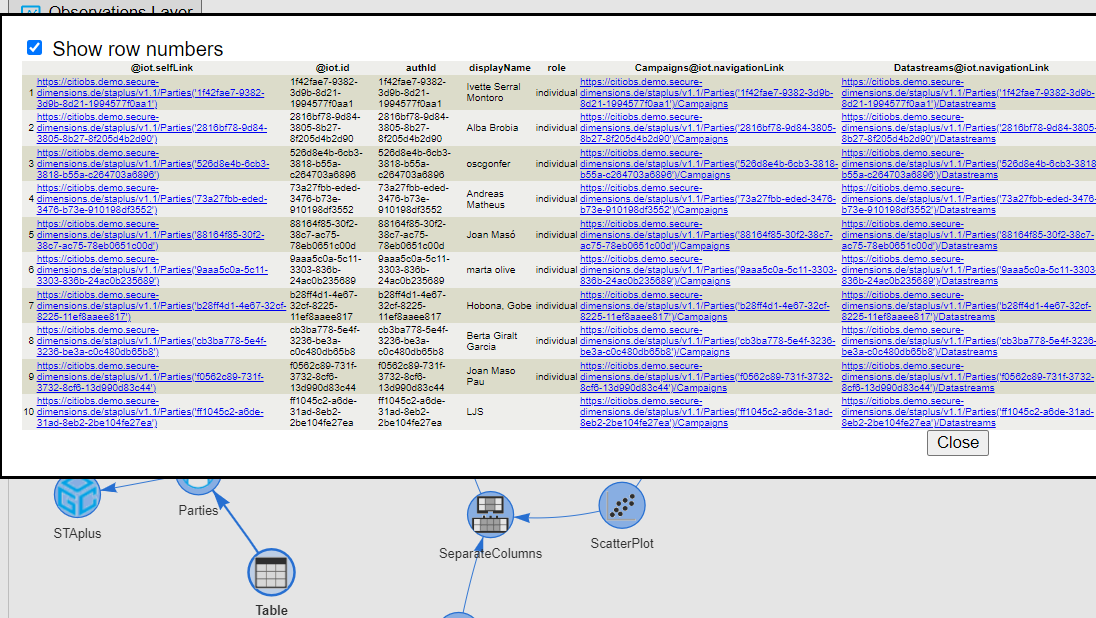 Observations Layer
Show row numbers
@iot.selfLink @iot.id authId displayName role Campaigns@iot.navigationLink Datastreams@iot.navigationLink
https://citiobs.demo.secure- 1f42fae7-9382- 1f42fae7-9382- Ivette Serral https://citiobs.demo.secure- https://citiobs.demo.secure-
1 dimensions.de/staplus/v1.1/Parties('1f42fae7-9382- 3d9b-8d21- 3d9b-8d21- Montoro individual dimensions.de/staplus/v1.1/Parties('1f42fae7-9382-3d9b- dimensions.de/staplus/v1.1/Parties('1f42fae7-9382-3d9b-
3d9b-8d21-1994577f0aa1') 1994577f0aa1 1994577f0aa1 8d21-1994577f0aa1')/Campaigns 8d21-1994577f0aa1')/Datastreams
https://citiobs.demo.secure- 2816bf78-9d84- 2816bf78-9d84- https://citiobs.demo.secure- https://citiobs.demo.secure-
2 dimensions.de/staplus/v1.1/Parties('2816bf78-9d84- 3805-8b27- 3805-8b27- Alba Brobia individual dimensions.de/staplus/v1.1/Parties('2816bf78-9d84-3805- dimensions.de/staplus/v1.1/Parties('2816bf78-9d84-3805-
3805-8b27-8f205d4b2d90') 8f205d4b2d90 8f205d4b2d90 8b27-8f205d4b2d90')/Campaigns 8b27-8f205d4b2d90')/Datastreams
https://citiobs.demo.secure- 526d8e4b-6cb3- 526d8e4b-6cb3- https://citiobs.demo.secure- https://citiobs.demo.secure-
3 dimensions.de/staplus/v1.1/Parties('526d8e4b-6cb3- 3818-b55a- 3818-b55a- oscgonfer individual dimensions.de/staplus/v1.1/Parties('526d8e4b-6cb3-3818- dimensions.de/staplus/v1.1/Parties('526d8e4b-6cb3-3818
3818-b55a-c264703a6896') c264703a6896 c264703a6896 b55a-c264703a6896')/Campaigns b55a-c264703a6896')/Datastreams
https://citiobs.demo.secure- 73a27fbb-eded- 73a27fbb-eded- Andreas https://citiobs.demo.secure- https://citiobs.demo.secure-
4 dimensions.de/staplus/v1.1/Parties('73a27fbb-eded- 3476-b73e- 3476-b73e- Matheus individual dimensions.de/staplus/v1.1/Parties('73a27fbb-eded-3476- dimensions.de/staplus/v1.1/Parties('73a27fbb-eded-3476
3476-b73e-910198df3552') 910198df3552 910198df3552 b73e-910198df3552')/Campaigns b73e-910198df3552')/Datastreams
https://citiobs.demo.secure- 88164f85-30f2- 88164f85-30f2- https://citiobs.demo.secure- https://citiobs.demo.secure-
5 dimensions.de/staplus/v1.1/Parties('88164f85-30f2- 38c7-ac75- 38c7-ac75- Joan Masó individual dimensions.de/staplus/v1.1/Parties('88164f85-30f2-38c7- dimensions.de/staplus/v1.1/Parties('88164f85-30f2-38c7-
38c7-ac75-78eb0651c00d') 78eb0651c00d 78eb0651c00d ac75-78eb0651c00d')/Campaigns ac75-78eb0651c00d')/Datastreams
https://citiobs.demo.secure- 9aaa5c0a-5c11- 9aaa5c0a-5c11- https://citiobs.demo.secure- https://citiobs.demo.secure-
6 dimensions.de/staplus/v1.1/Parties('9aaa5c0a-5c11- 3303-836b- 3303-836b- marta olive individual dimensions.de/staplus/v1.1/Parties('9aaa5c0a-5c11-3303- dimensions.de/staplus/v1.1/Parties('9aaa5c0a-5c11-3303
3303-836b-24ac0b235689') 24ac0b235689 24ac0b235689 836b-24ac0b235689')/Campaigns 836b-24ac0b235689')/Datastreams
https://citiobs.demo.secure- b28ff4d1-4e67- b28ff4d1-4e67- https://citiobs.demo.secure- https://citiobs.demo.secure-
7 dimensions.de/staplus/v1.1/Parties('b28ff4d1-4e67-32cf- 32cf-8225- 32cf-8225- Hobona, Gobe individual dimensions.de/staplus/v1.1/Parties('b28ff4d1-4e67-32cf- dimensions.de/staplus/v1.1/Parties('b28ff4d1-4e67-32cf-
8225-11ef8aaee817') 11ef8aaee817 11ef8aaee817 8225-11ef8aaee817')/Campaigns 8225-11ef8aaee817')/Datastreams
https://citiobs.demo.secure- cb3ba778-5e4f- cb3ba778-5e4f- Berta Giralt https://citiobs.demo.secure- https://citiobs.demo.secure-
8 dimensions.de/staplus/v1.1/Parties('cb3ba778-5e4f- 3236-be3a- 3236-be3a- Garcia individual dimensions.de/staplus/v1.1/Parties('cb3ba778-5e4f-3236- dimensions.de/staplus/v1.1/Parties('cb3ba778-5e4f-3236
3236-be3a-c0c480db65b8') c0c480db65b8 c0c480db65b8 be3a-c0c480db65b8')/Campaigns be3a-c0c480db65b8')/Datastreams
https://citiobs.demo.secure- f0562c89-731f- f0562c89-731f- Joan Maso https://citiobs.demo.secure- https://citiobs.demo.secure-
9 dimensions.de/staplus/v1.1/Parties('f0562c89-731f- 3732-8cf6- 3732-8cf6- Pau individual dimensions.de/staplus/v1.1/Parties('f0562c89-731f-3732- dimensions.de/staplus/v1.1/Parties('f0562c89-731f-3732-
3732-8cf6-13d990d83c44') 13d990d83c44 13d990d83c44 8cf6-13d990d83c44')/Campaigns 8cf6-13d990d83c44')/Datastreams
https://citiobs.demo.secure- ff1045c2-a6de- ff1045c2-a6de- https://citiobs.demo.secure- https://citiobs.demo.secure-
10 dimensions.de/staplus/v1.1/Parties('ff1045c2-a6de- 31ad-8eb2- 31ad-8eb2- LJS dimensions.de/staplus/v1.1/Parties('ff1045c2-a6de-31ad- dimensions.de/staplus/v1.1/Parties('ff1045c2-a6de-31ad-
31ad-8eb2-2be104fe27ea') 2be104fe27ea 2be104fe27ea 8eb2-2be104fe27ea')/Campaigns 8eb2-2be104fe27ea')/Datastreams
Close
Parties
STAplus
SeparateColumns
ScatterPlot
Table